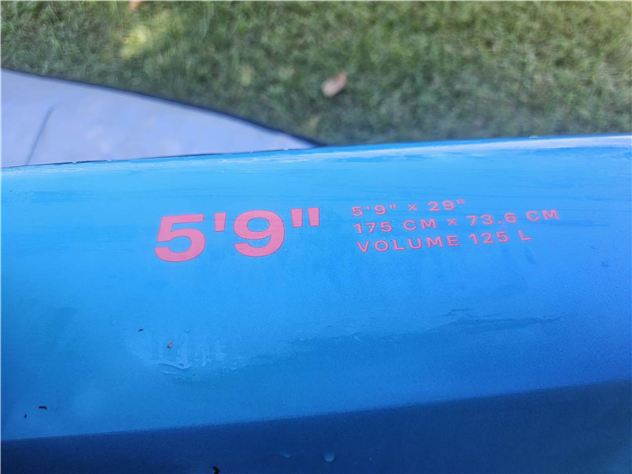 5'9"
5'9" × 29"
175 CM × 73.6 CM
VOLUME 125 L